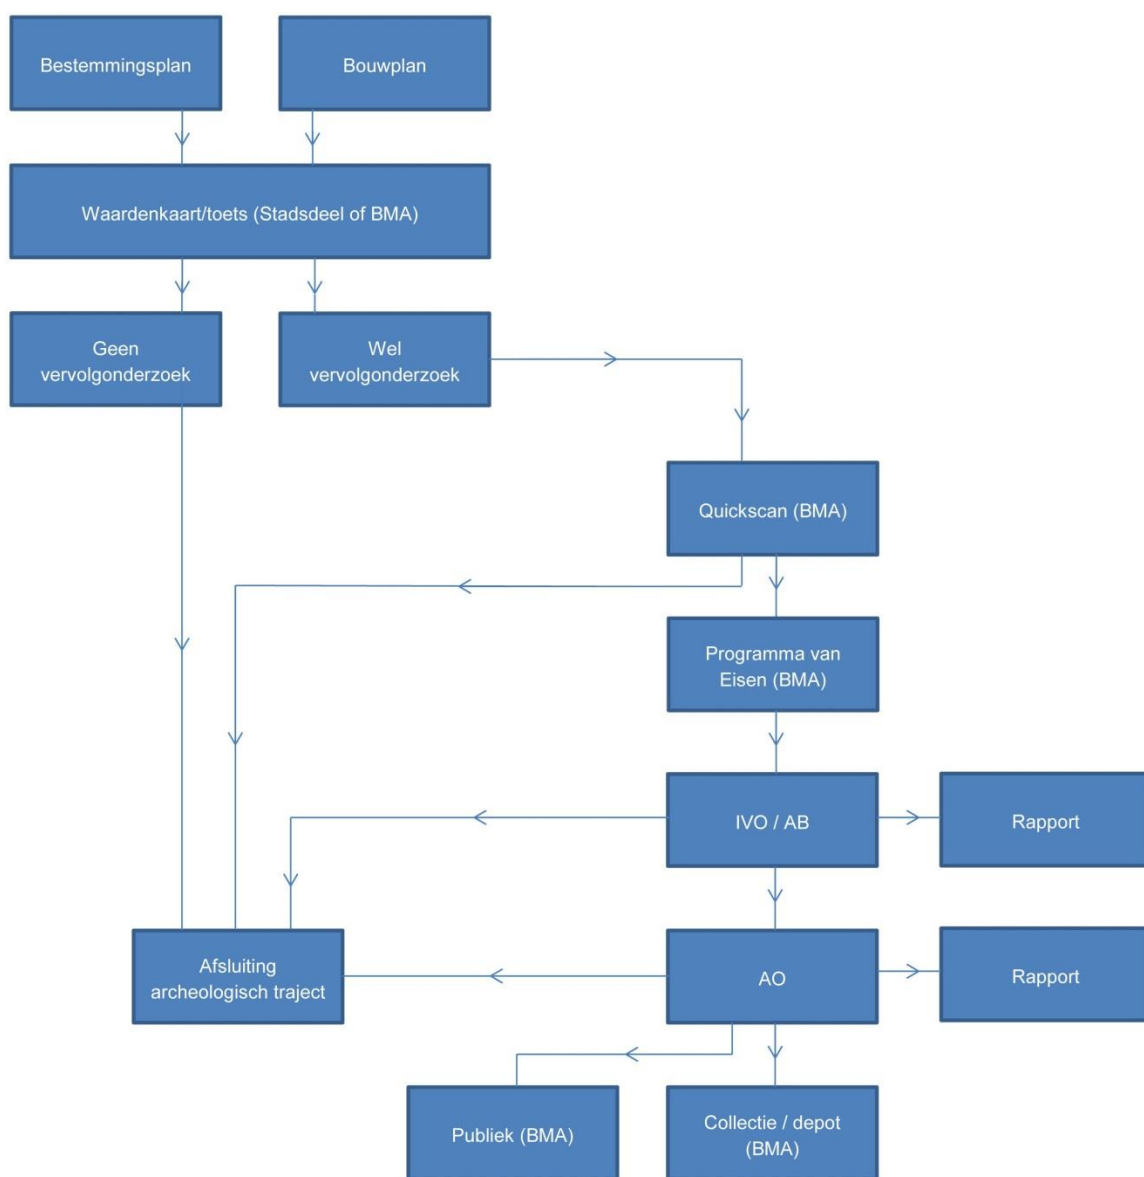 Bestemmingsplan
Bouwplan
Waardenkaart/toets (Stadsdeel of BMA)
Geen
vervolgonderzoek
Wel
vervolgonderzoek
Quickscan (BMA)
Programma van
Eisen (BMA)
IVO / AB
Rapport
Afsluiting
archeologisch traject
AO
Rapport
Publiek (BMA)
Collectie / depot
(BMA)